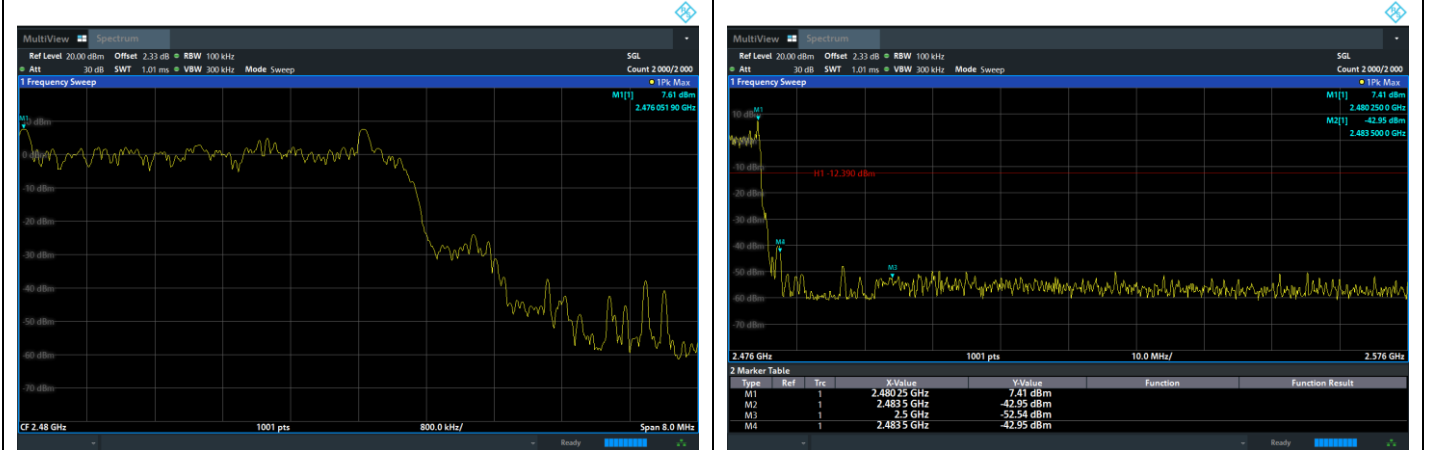 MultiView Spectrum
Ref Level 20.00 dBm Offset 2.33 dB RBW 100 kHz SGL
Att 30 dB SWT 1.01 ms VBW 300 kHz Mode Sweep Count 2 000/2 000
1 Frequency Sweep 1Pk Max
M1[1] 7.61 dBm
2.476 051 90 GHz
M1
10 dBm
0 dBm
-10 dBm
-20 dBm
-30 dBm
-40 dBm
-50 dBm
-60 dBm
-70 dBm
CF 2.48 GHz 1001 pts 800.0 kHz/ Span 8.0 MHz
Ready
MultiView Spectrum
Ref Level 20.00 dBm Offset 2.33 dB RBW 100 kHz SGL
Att 30 dB SWT 1.01 ms VBW 300 kHz Mode Sweep Count 2 000/2 000
1 Frequency Sweep 1Pk Max
M1[1] 7.41 dBm
2.480 250 0 GHz
M2[1] -42.95 dBm
2.483 500 0 GHz
M1
10 dBm
0 dBm
-10 dBm
H1 -12.390 dBm
-20 dBm
-30 dBm
-40 dBm
M4
-50 dBm
M3
-60 dBm
-70 dBm
2.476 GHz 1001 pts 10.0 MHz/ 2.576 GHz
2 Marker Table
Type Ref Trc X-Value Y-Value Function Function Result
M1 1 2.480 25 GHz 7.41 dBm
M2 1 2.483 5 GHz -42.95 dBm
M3 1 2.5 GHz -52.54 dBm
M4 1 2.483 5 GHz -42.95 dBm
Ready